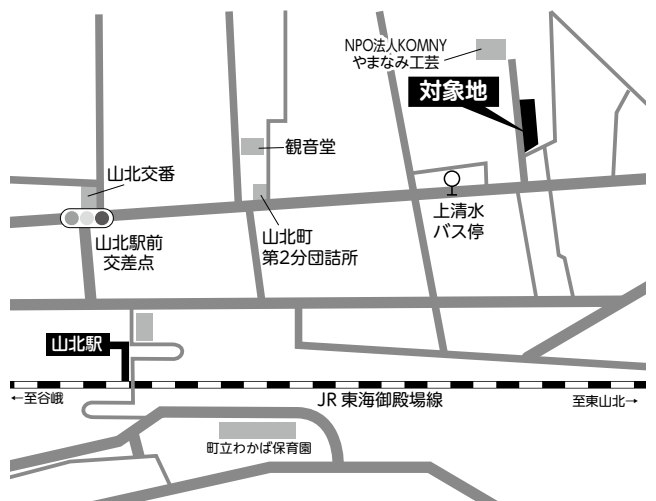 NPO法人KOMNY
やまなみ工芸
対象地
観音堂
山北交番
上清水
バス停
山北町
第2分団詰所
山北駅前
交差点
山北駅
←至谷峨
JR東海御殿場線
至東山北→
町立わかば保育園